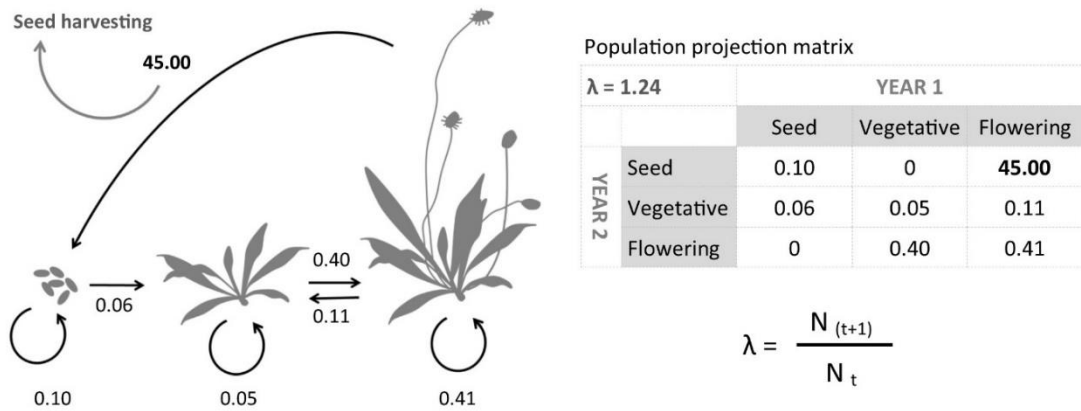 Seed harvesting
45.00
0.06
0.40
0.11
0.10
0.05
0.41
Population projection matrix
λ = 1.24 YEAR 1
Seed Vegetative Flowering
YEAR 2
Seed 0.10 0 45.00
Vegetative 0.06 0.05 0.11
Flowering 0 0.40 0.41
λ = N (t+1)
N t